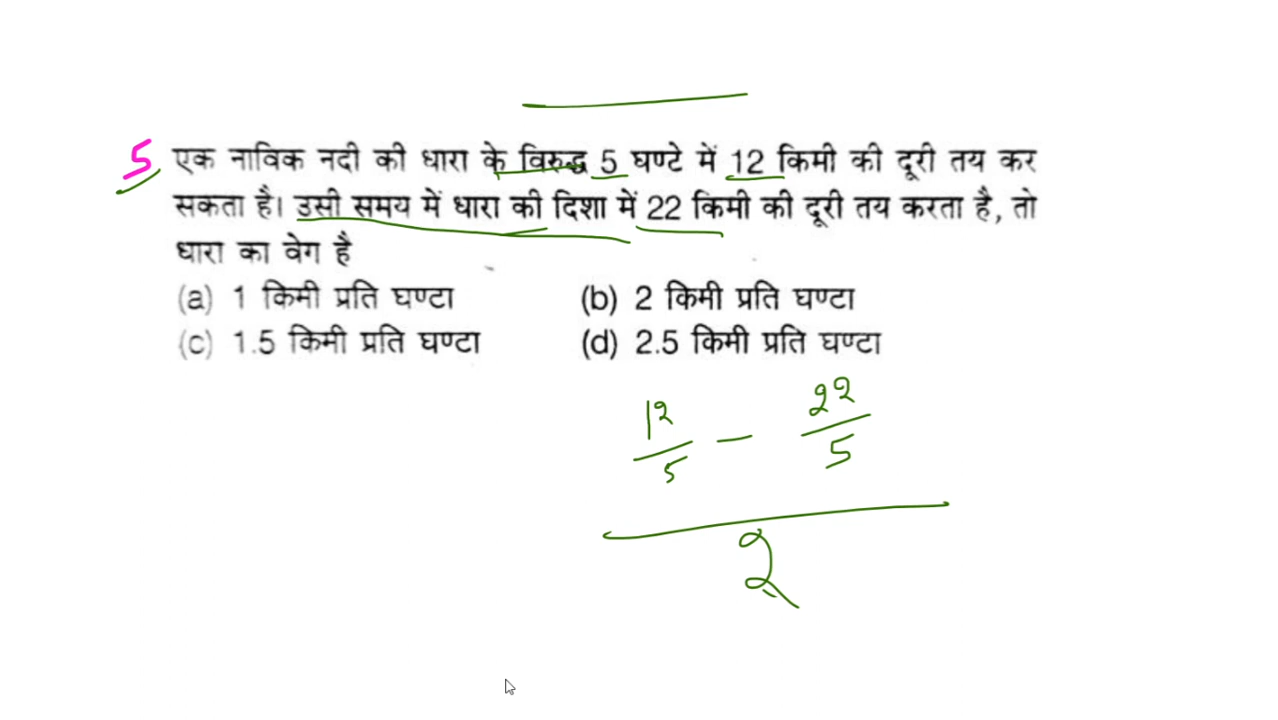 5 एक नाविक नदी की धारा के विरुद्ध 5 घण्टे में 12 किमी की दूरी तय कर
सकता है। उसी समय में धारा की दिशा में 22 किमी की दूरी तय करता है, तो
धारा का वेग है
(a) 1 किमी प्रति घण्टा (b) 2 किमी प्रति घण्टा
(c) 1.5 किमी प्रति घण्टा (d) 2.5 किमी प्रति घण्टा
12 22
— - —
5 5
2